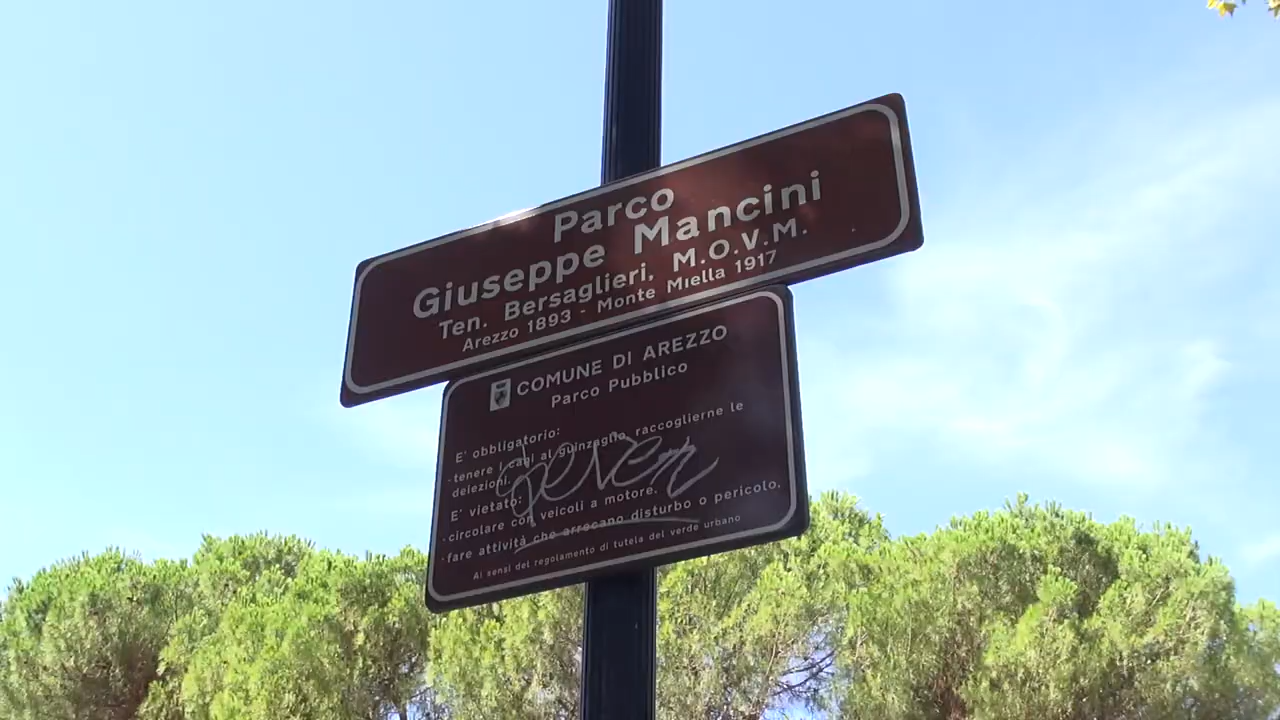 Parco
Giuseppe Mancini
Ten. Bersaglieri, M.O.V.M.
Arezzo 1893 - Monte Miella 1917
COMUNE DI AREZZO
Parco Pubblico
E' obbligatorio:
-tenere i cani al guinzaglio, raccoglierne le
deiezioni.
E' vietato:
-circolare con veicoli a motore.
-fare attività che arrecano disturbo o pericolo.
Ai sensi del regolamento di tutela del verde urbano